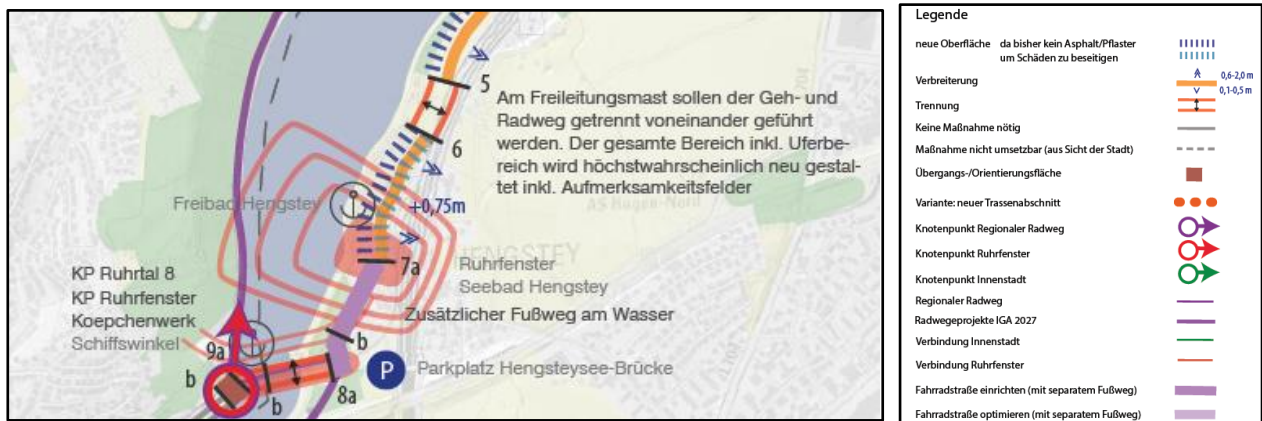 5
Am Freileitungsmast sollen der Geh- und
Radweg getrennt voneinander geführt
werden. Der gesamte Bereich inkl. Uferbe-
reich wird höchstwahrscheinlich neu gestal-
tet inkl. Aufmerksamkeitsfelder
6
Freibad Hengstey
+0,75m
AS Hagen-Nord
HENGSTEY
7a
Ruhrfenster
Seebad Hengstey
Zusätzlicher Fußweg am Wasser
KP Ruhrtal 8
KP Ruhrfenster
Koepchenwerk
Schiffswinkel
9a
b
b
b
8a
P
Parkplatz Hengsteysee-Brücke
Legende
neue Oberfläche da bisher kein Asphalt/Pflaster
um Schäden zu beseitigen
Verbreiterung
0,6-2,0 m
0,1-0,5 m
Trennung
Keine Maßnahme nötig
Maßnahme nicht umsetzbar (aus Sicht der Stadt)
Übergangs-/Orientierungsfläche
Variante: neuer Trassenabschnitt
Knotenpunkt Regionaler Radweg
Knotenpunkt Ruhrfenster
Knotenpunkt Innenstadt
Regionaler Radweg
Radwegeprojekte IGA 2027
Verbindung Innenstadt
Verbindung Ruhrfenster
Fahrradstraße einrichten (mit separatem Fußweg)
Fahrradstraße optimieren (mit separatem Fußweg)